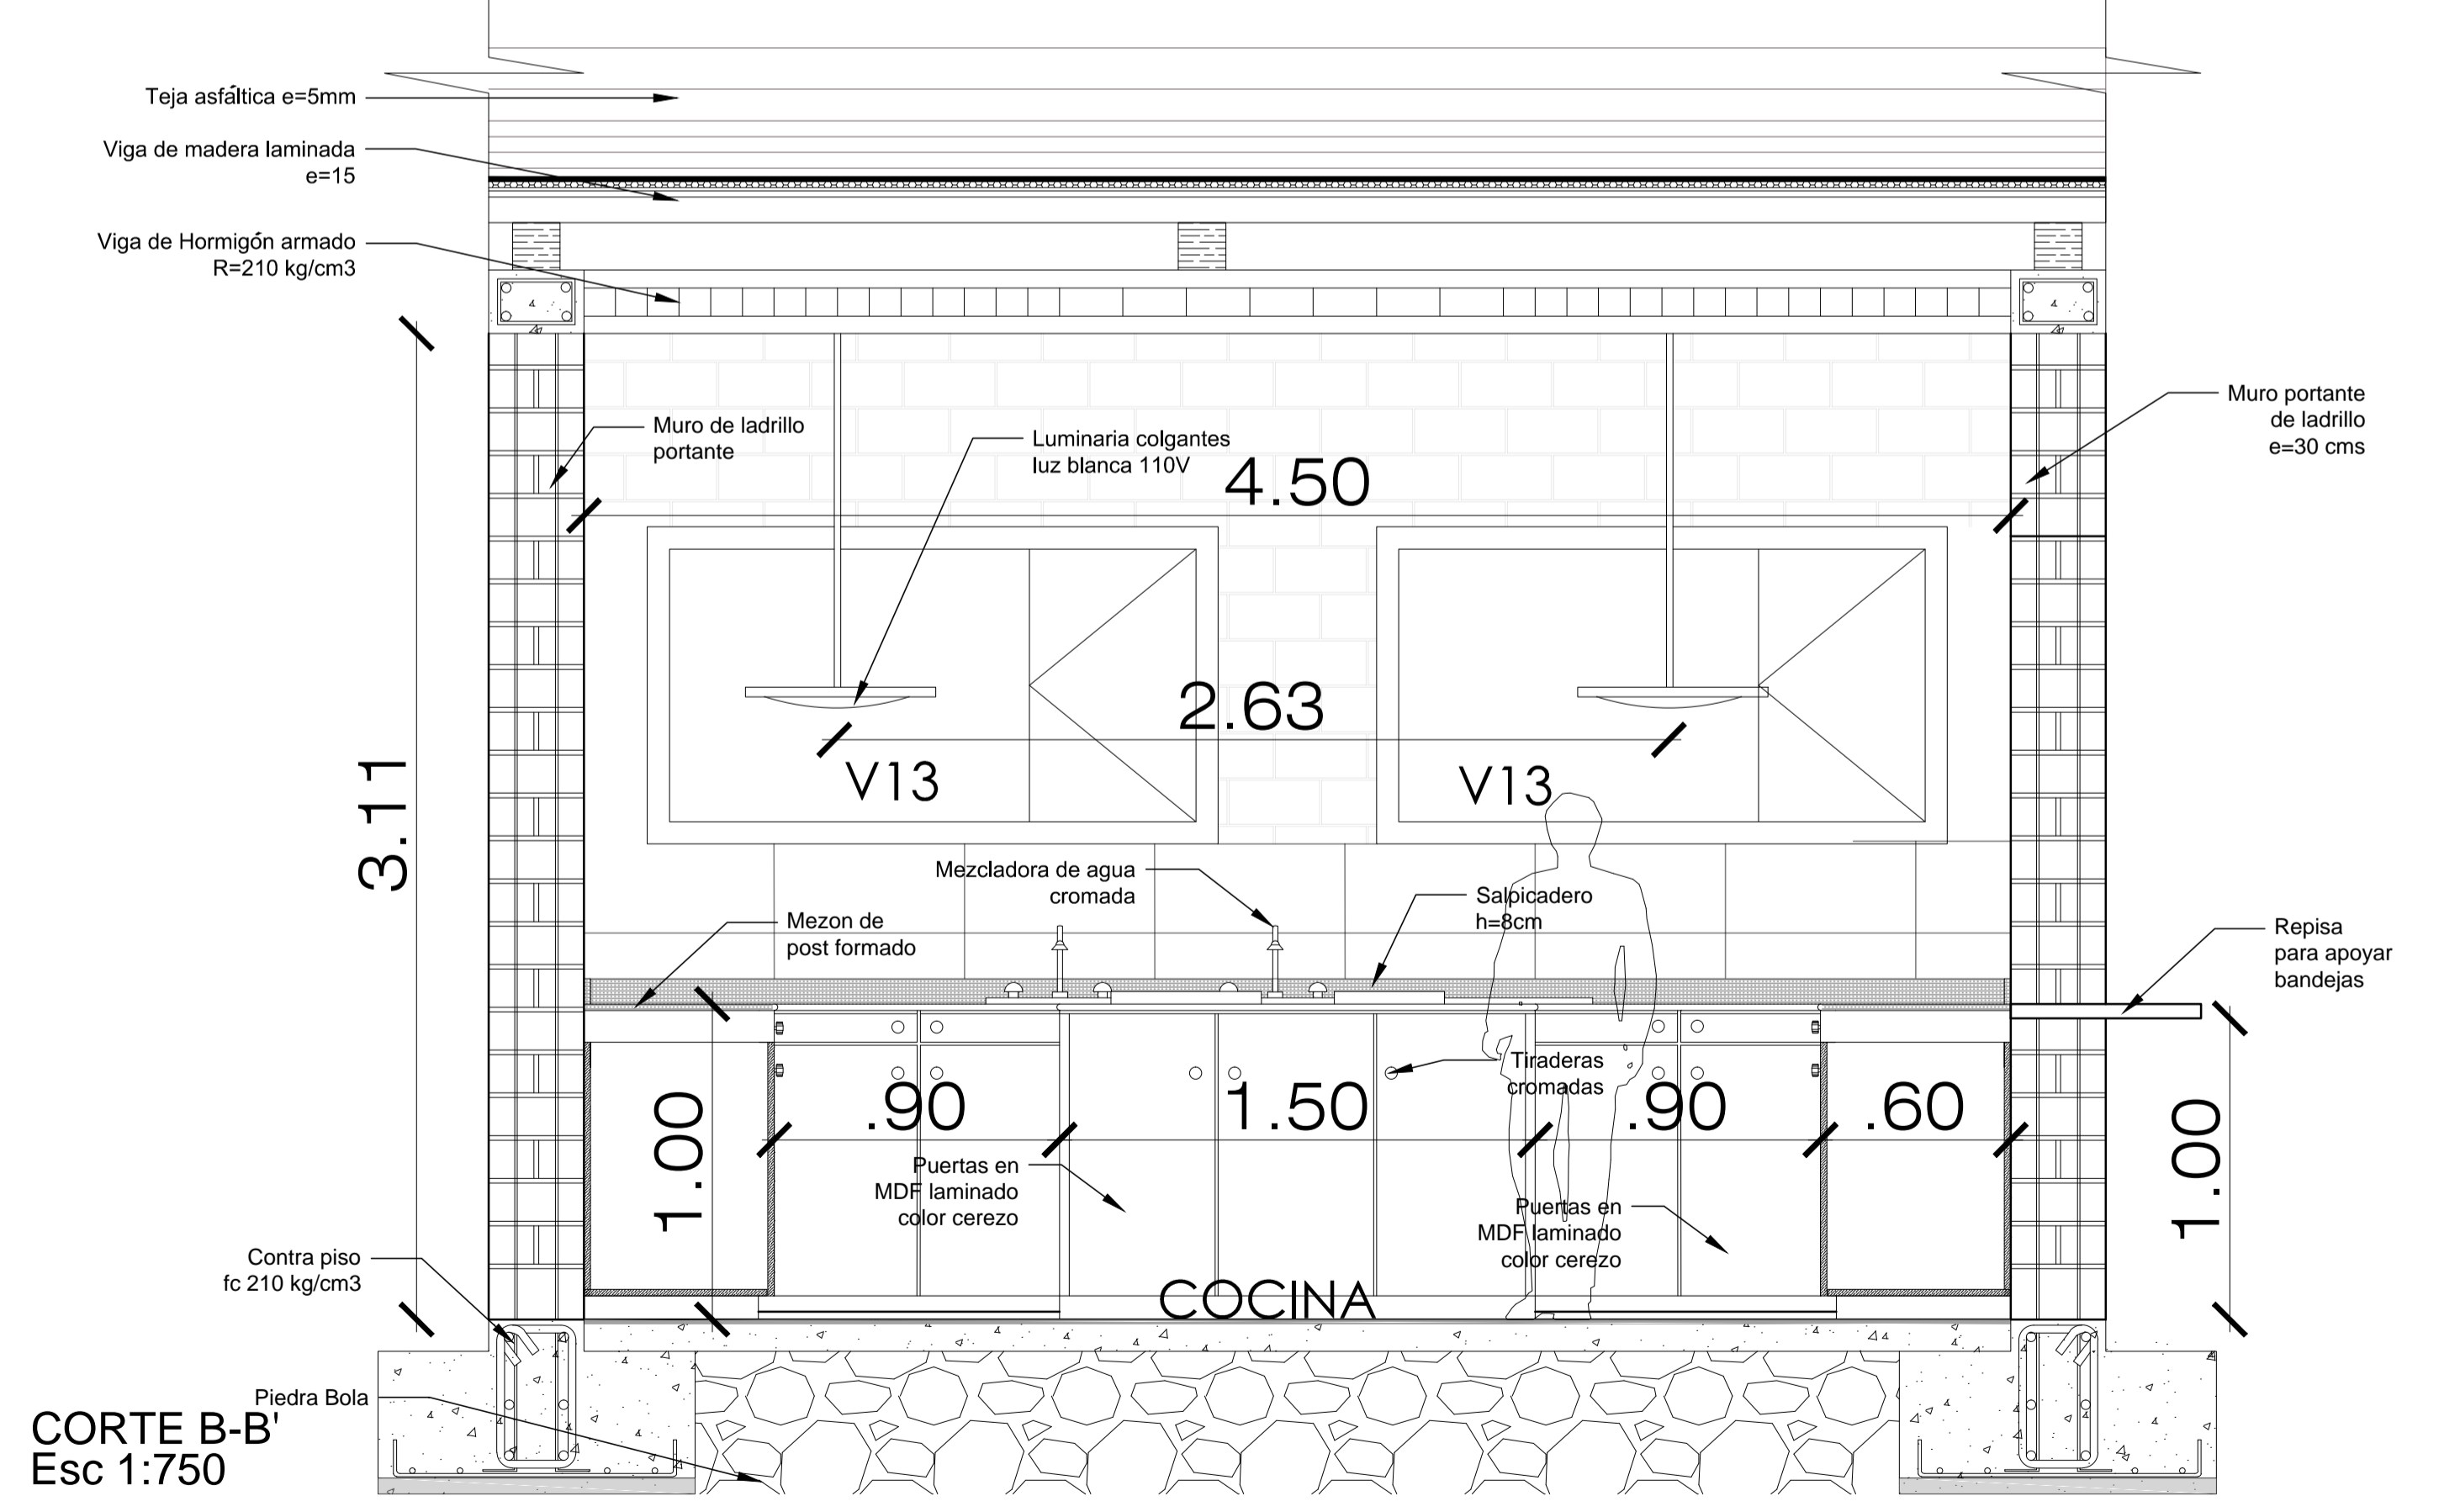 Teja asfáltica e=5mm
Viga de madera laminada
e=15
Viga de Hormigón armado
R=210 kg/cm3
Muro de ladrillo
portante
Luminaria colgantes
luz blanca 110V
Muro portante
de ladrillo
e=30 cms
4.50
2.63
V13
V13
3.11
Mezcladora de agua
cromada
Salpicadero
h=8cm
Mezon de
post formado
Repisa
para apoyar
bandejas
Tiraderas
cromadas
1.00
.90
1.50
.90
.60
1.00
Puertas en
MDF laminado
color cerezo
Puertas en
MDF laminado
color cerezo
Contra piso
fc 210 kg/cm3
COCINA
Piedra Bola
CORTE B-B'
Esc 1:750